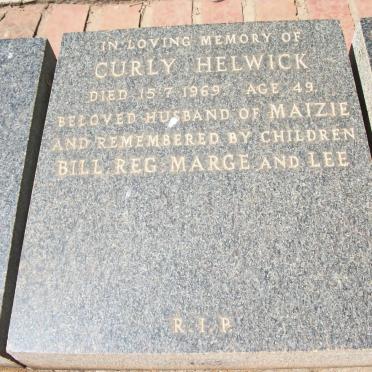 IN LOVING MEMORY OF
CURLY HELWICK
DIED 15·7·1969 AGE 49.
BELOVED HUSBAND OF MAIZIE
AND REMEMBERED BY CHILDREN
BILL, REG, MARGE AND LEE
R.I.P.